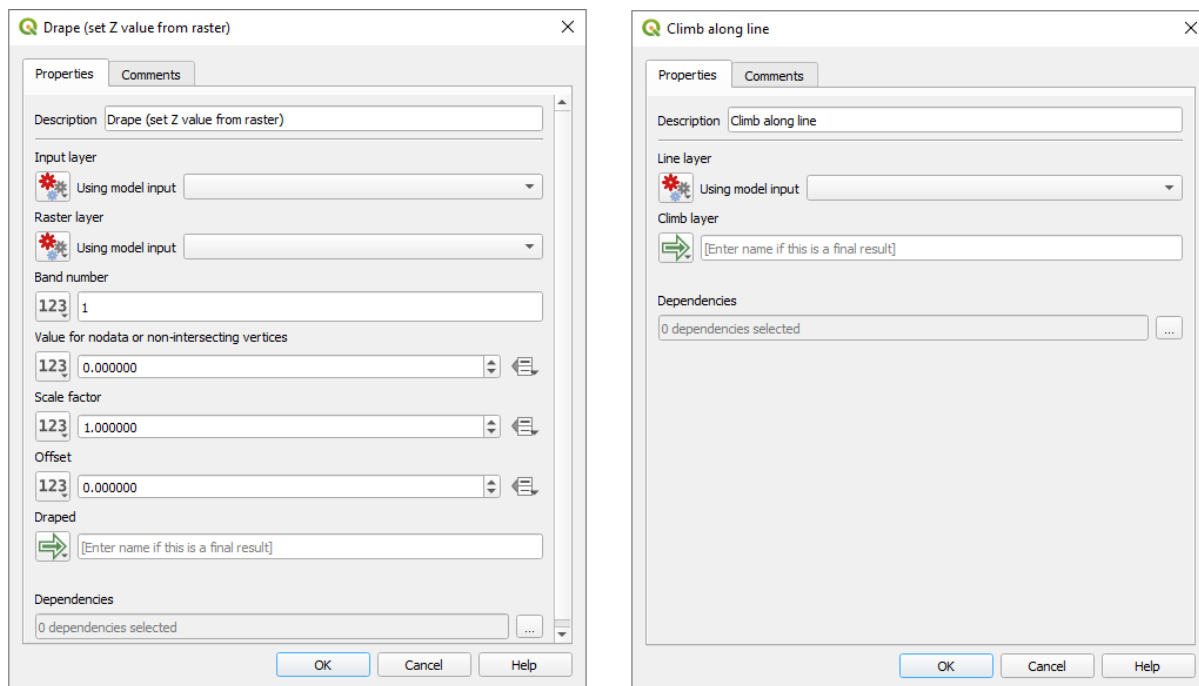 Drape (set Z value from raster)
Properties
Comments
Description Drape (set Z value from raster)
Input layer
Using model input
Raster layer
Using model input
Band number
123 1
Value for nodata or non-intersecting vertices
123 0.000000
Scale factor
123 1.000000
Offset
123 0.000000
Draped
[Enter name if this is a final result]
Dependencies
0 dependencies selected
...
OK
Cancel
Help
Climb along line
Properties
Comments
Description Climb along line
Line layer
Using model input
Climb layer
[Enter name if this is a final result]
Dependencies
0 dependencies selected
...
OK
Cancel
Help